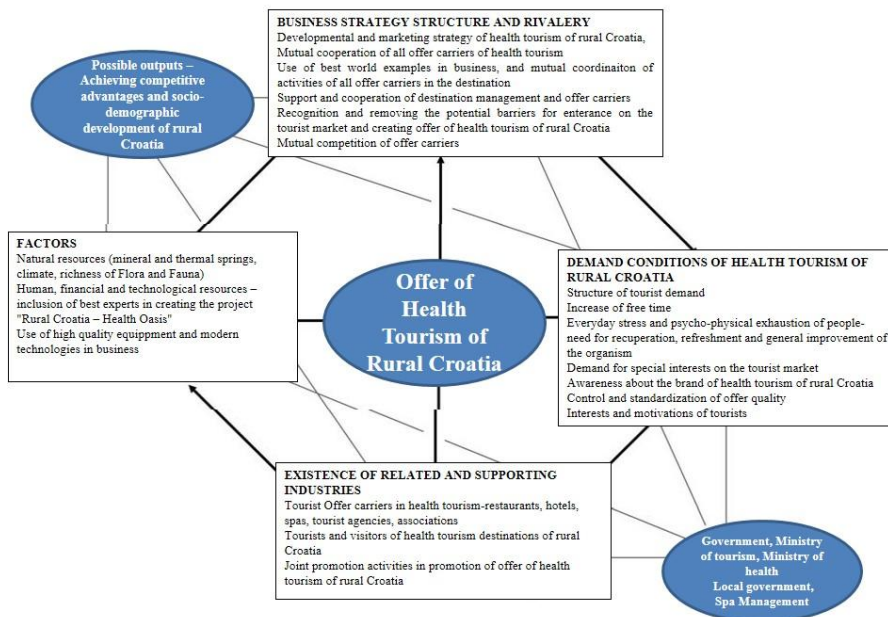 BUSINESS STRATEGY STRUCTURE AND RIVALERY
Developmental and marketing strategy of health tourism of rural Croatia,
Mutual cooperation of all offer carriers of health tourism
Use of best world examples in business, and mutual coordinaiton of
activities of all offer carriers in the destination
Support and cooperation of destination management and offer carriers
Recognition and removing the potential barriers for enterance on the
tourist market and creating offer of health tourism of rural Croatia
Mutual competition of offer carriers
Possible outputs –
Achieving competitive
advantages and socio-
demographic
development of rural
Croatia
FACTORS
Natural resources (mineral and thermal springs,
climate, richness of Flora and Fauna)
Human, financial and technological resources –
inclusion of best experts in creating the project
"Rural Croatia – Health Oasis"
Use of high quality equippment and modern
technologies in business
Offer of
Health
Tourism of
Rural Croatia
DEMAND CONDITIONS OF HEALTH TOURISM OF
RURAL CROATIA
Structure of tourist demand
Increase of free time
Everyday stress and psycho-physical exhaustion of people-
need for recuperation, refreshment and general improvement of
the organism
Demand for special interests on the tourist market
Awareness about the brand of health tourism of rural Croatia
Control and standardization of offer quality
Interests and motivations of tourists
EXISTENCE OF RELATED AND SUPPORTING
INDUSTRIES
Tourist Offer carriers in health tourism-restaurants, hotels,
spas, tourist agencies, associations
Tourists and visitors of health tourism destinations of rural
Croatia
Joint promotion activities in promotion of offer of health
tourism of rural Croatia
Government, Ministry
of tourism, Ministry of
health
Local government,
Spa Management